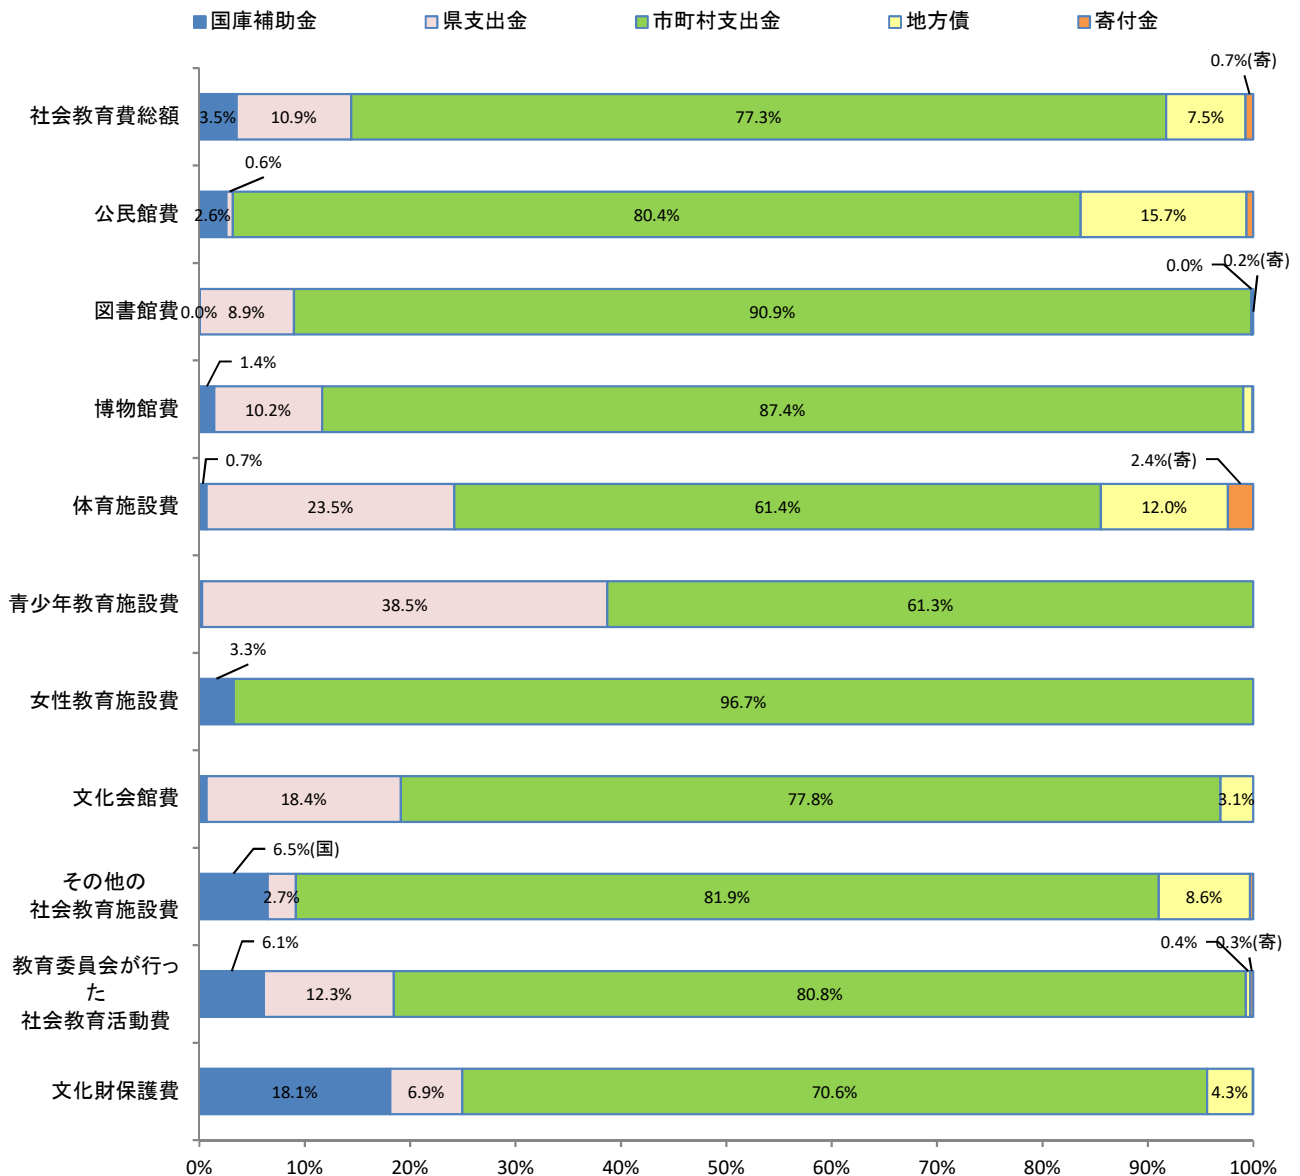 国庫補助金 県支出金 市町村支出金 地方債 寄付金
0.7%(寄)
社会教育費総額 3.5% 10.9% 77.3% 7.5%
0.6%
公民館費 2.6% 80.4% 15.7%
0.0% 0.2%(寄)
図書館費 0.0% 8.9% 90.9%
1.4%
博物館費 10.2% 87.4%
0.7% 2.4%(寄)
体育施設費 23.5% 61.4% 12.0%
青少年教育施設費 38.5% 61.3%
3.3%
女性教育施設費 96.7%
文化会館費 18.4% 77.8% 3.1%
6.5%(国)
その他の
社会教育施設費 2.7% 81.9% 8.6%
6.1% 0.4% 0.3%(寄)
教育委員会が行っ
た
社会教育活動費 12.3% 80.8%
文化財保護費 18.1% 6.9% 70.6% 4.3%
0% 10% 20% 30% 40% 50% 60% 70% 80% 90% 100%